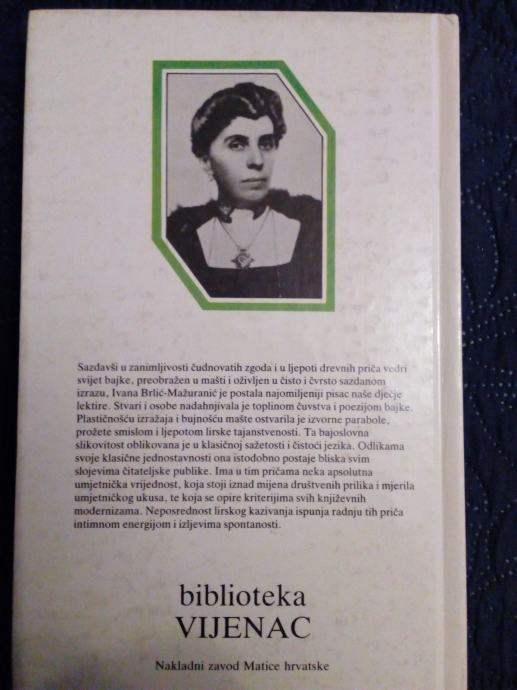 Sazdavši u zanimljivosti čudnovatih zgoda i u ljepoti drevnih priča vedri
svijet bajke, preobražen u mašti i oživljen u čisto i čvrsto sazdanom
izrazu, Ivana Brlić-Mažuranić je postala najomiljeniji pisac naše dječje
lektire. Stvari i osobe nadahnjivala je toplinom čuvstva i poezijom bajke.
Plastičnošću izražaja i bujnošću mašte ostvarila je izvorne parabole,
prožete smislom i ljepotom lirske tajanstvenosti. Ta bajoslovna
slikovitost oblikovana je u klasičnoj sažetosti i čistoći jezika. Odlikama
svoje klasične jednostavnosti ona istodobno postaje bliska svim
slojevima čitateljske publike. Ima u tim pričama neka apsolutna
umjetnička vrijednost, koja stoji iznad mijena društvenih prilika i mjerila
umjetničkog ukusa, te koja se opire kriterijima svih književnih
modernizama. Neposrednost lirskog kazivanja ispunja radnju tih priča
intimnom energijom i izljevima spontanosti.
biblioteka
VIJENAC
Nakladni zavod Matice hrvatske